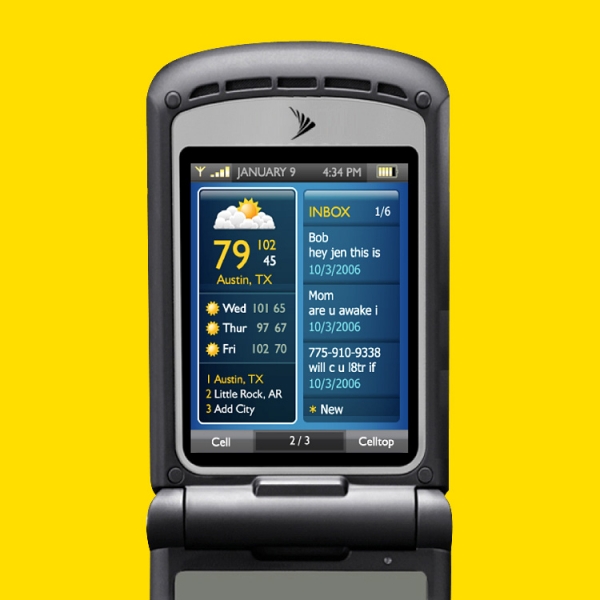 JANUARY 9 4:34 PM
79 102
45
Austin, TX
Wed 101 65
Thur 97 67
Fri 102 70
1 Austin, TX
2 Little Rock, AR
3 Add City
INBOX 1/6
Bob
hey jen this is
10/3/2006
Mom
are u awake i
10/3/2006
775-910-9338
will c u l8tr if
10/3/2006
* New
Cell 2 / 3 Celltop